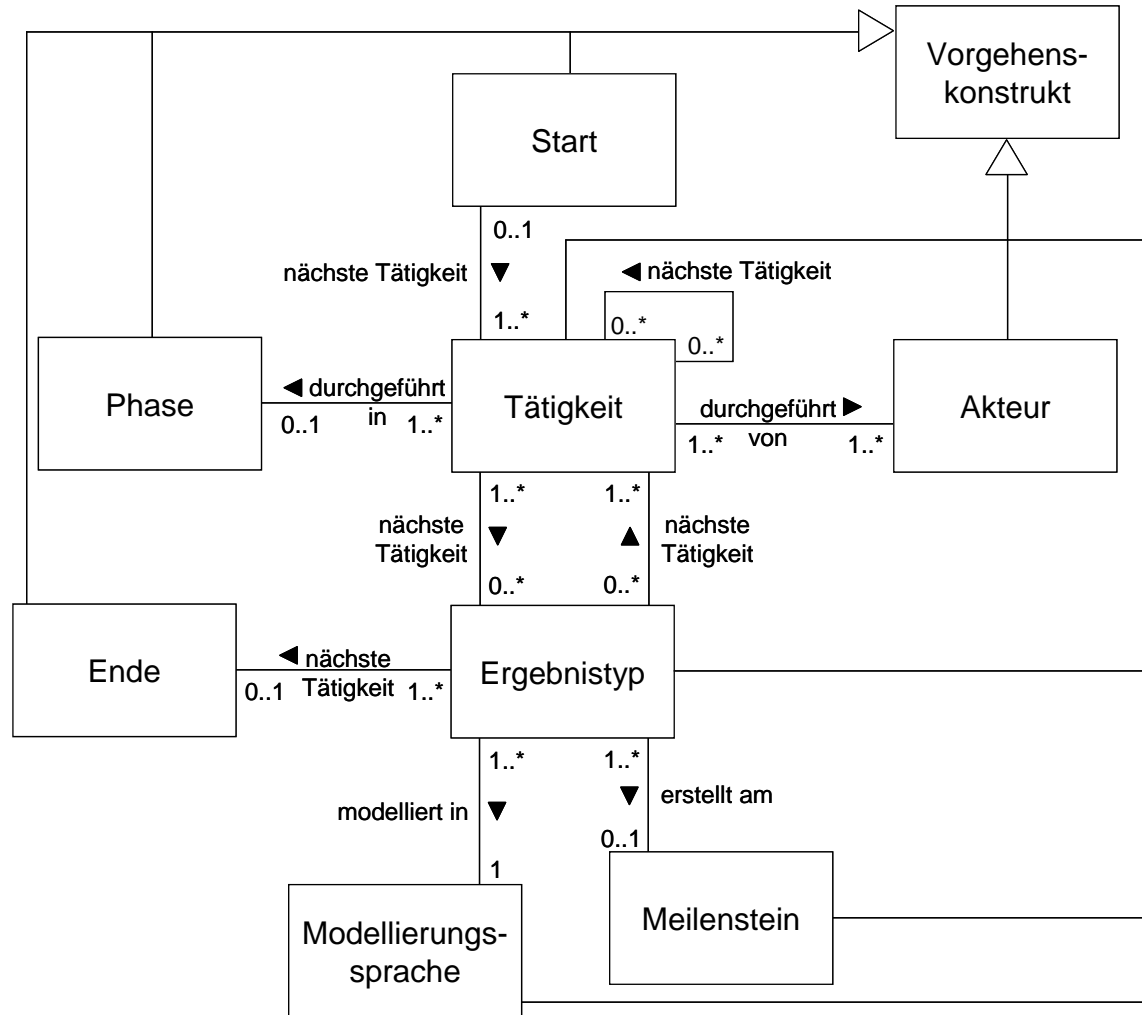 Vorgehens-
konstrukt
Start
0..1
nächste Tätigkeit
nächste Tätigkeit
1..*
0..*
0..*
Phase
durchgeführt
in
0..1
1..*
Tätigkeit
durchgeführt
von
1..*
1..*
Akteur
1..*
1..*
nächste
Tätigkeit
nächste
Tätigkeit
0..*
0..*
Ende
nächste
Tätigkeit
0..1
1..*
Ergebnistyp
1..*
1..*
modelliert in
erstellt am
0..1
1
Modellierungs-
sprache
Meilenstein